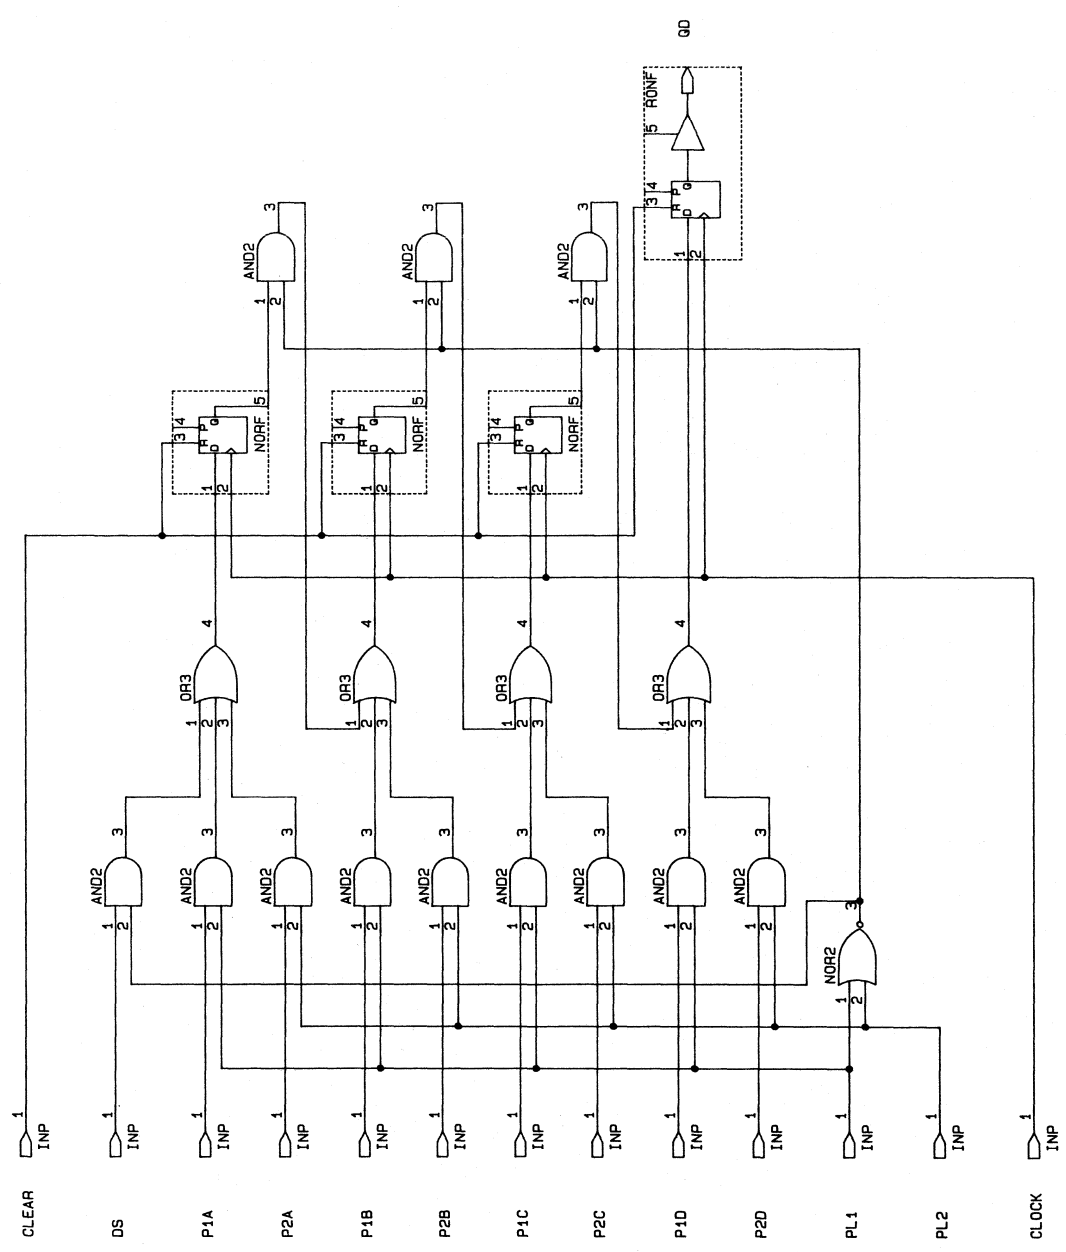 CLEAR 1 INP
DS 1 INP 1 2 AND2 3
P1A 1 INP 1 2 AND2 3 1 2 3 OR3 4 1 2 3 4 R P D Q 5 NORF 1 2 AND2 3
P2A 1 INP 1 2 AND2 3
P1B 1 INP 1 2 AND2 3 1 2 3 OR3 4 1 2 3 4 R P D Q 5 NORF 1 2 AND2 3
P2B 1 INP 1 2 AND2 3
P1C 1 INP 1 2 AND2 3 1 2 3 OR3 4 1 2 3 4 R P D Q 5 NORF 1 2 AND2 3
P2C 1 INP 1 2 AND2 3
P1D 1 INP 1 2 AND2 3 1 2 3 OR3 4 1 2 3 4 R P D Q 5 RONF QD
P2D 1 INP 1 2 AND2 3
PL1 1 INP 1 2 NOR2 3
PL2 1 INP
CLOCK 1 INP